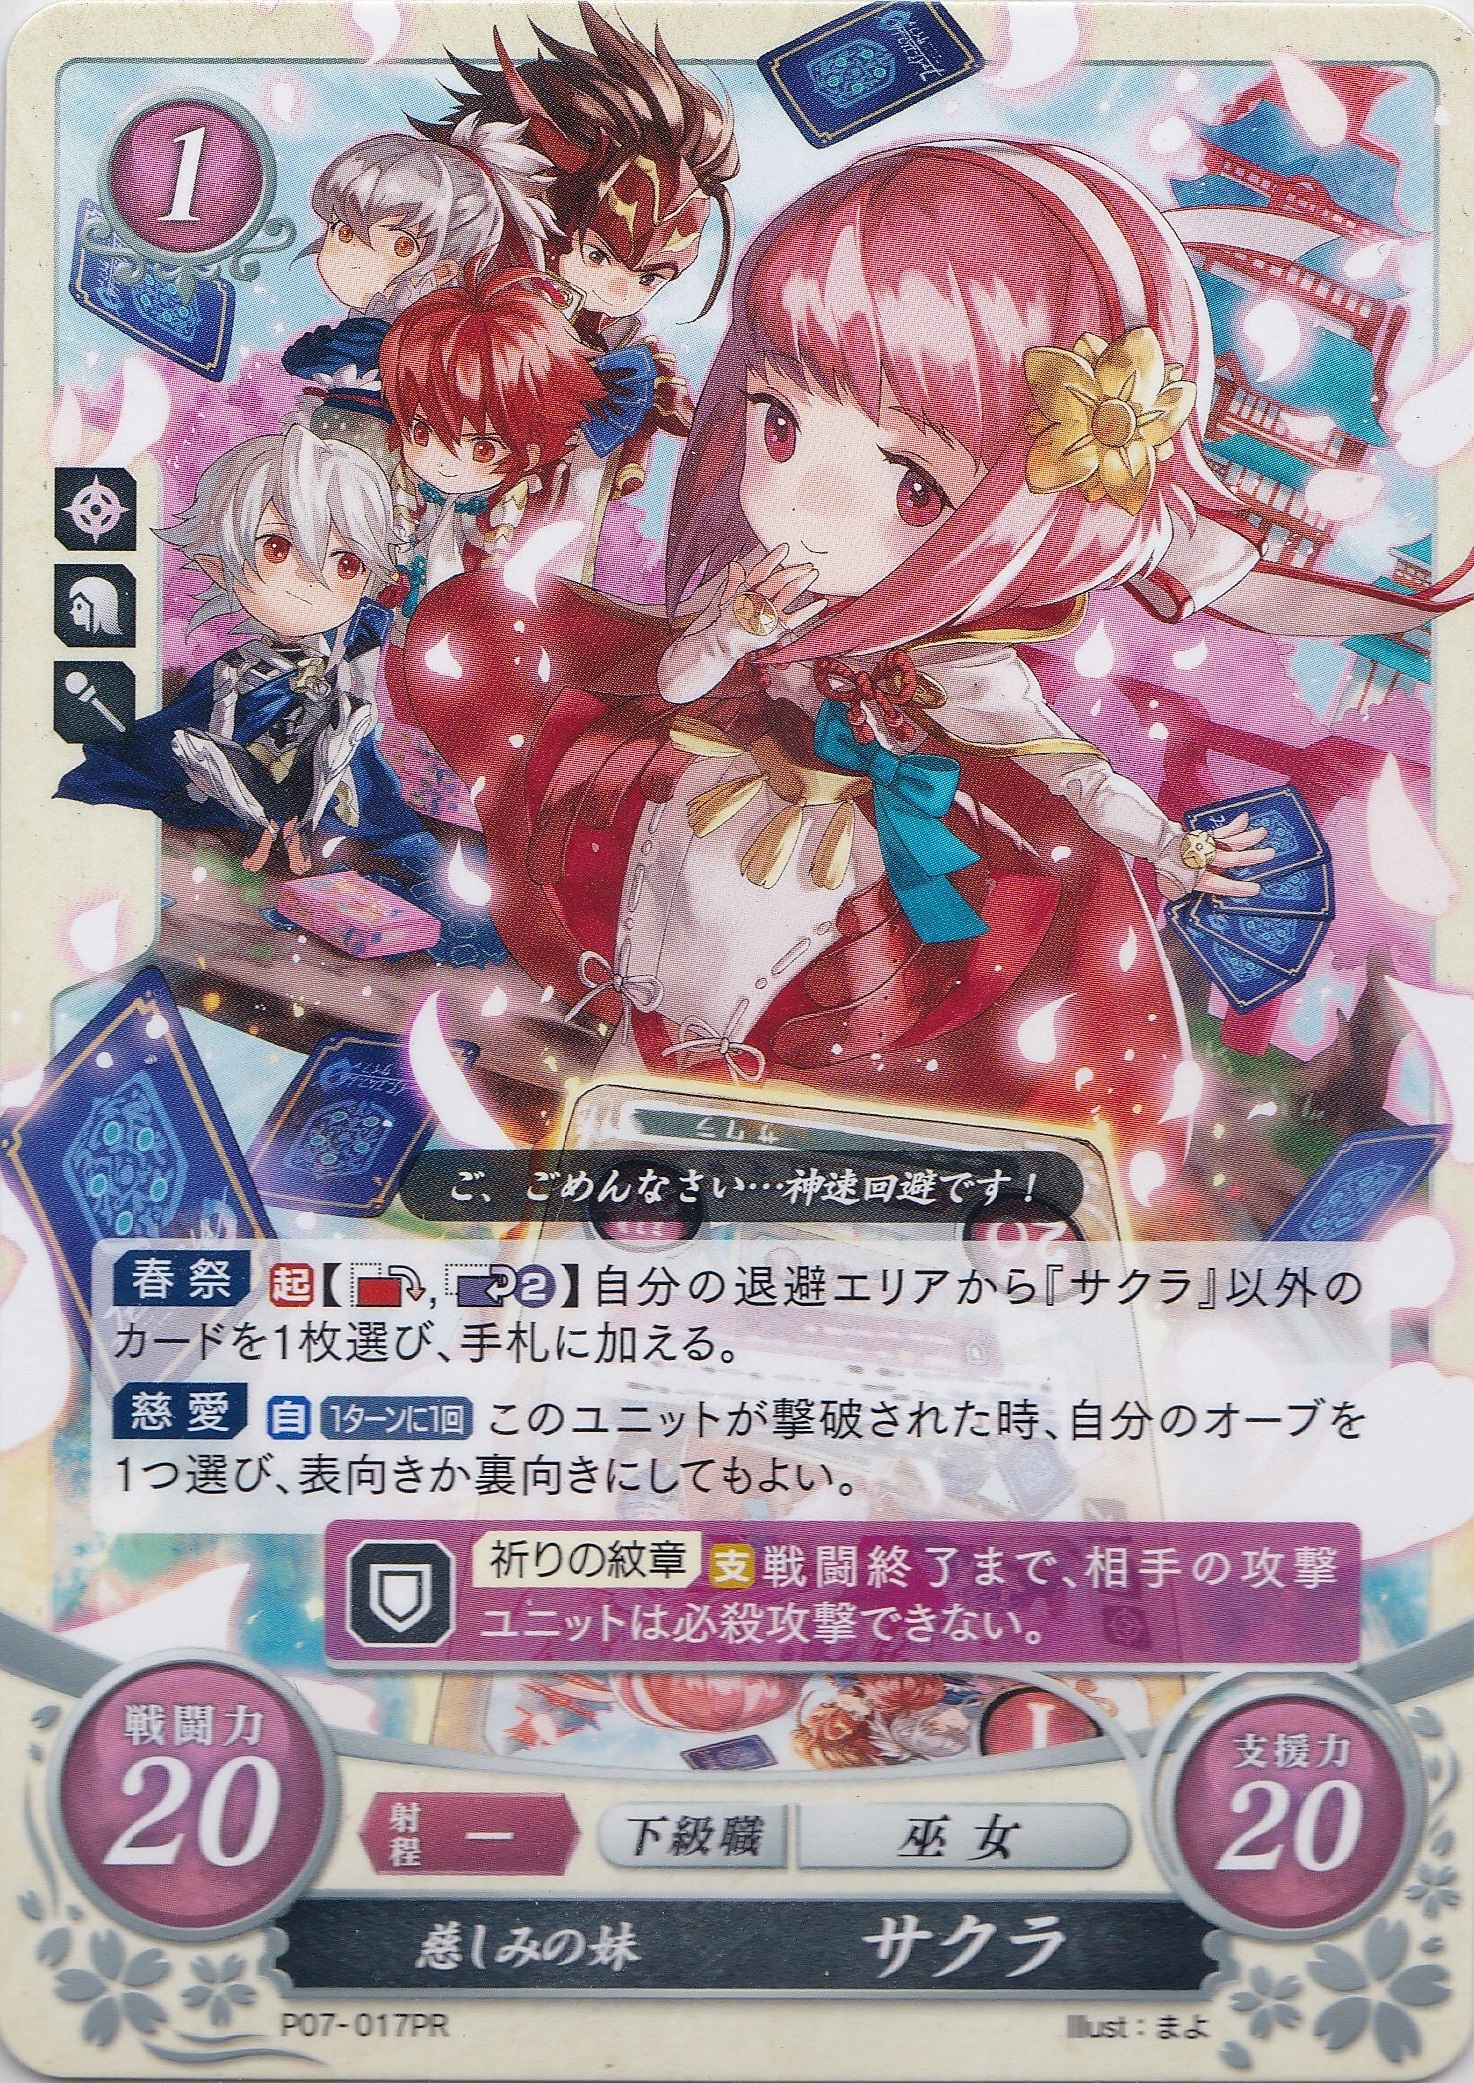 1
サクラ
ご、ごめんなさい…神速回避です!
春祭 起【 , 2】自分の退避エリアから『サクラ』以外の
カードを1枚選び、手札に加える。
慈愛 自 1ターンに1回 このユニットが撃破された時、自分のオーブを
1つ選び、表向きか裏向きにしてもよい。
祈りの紋章 支 戦闘終了まで、相手の攻撃
ユニットは必殺攻撃できない。
戦闘力
20
射程 ー
下級職 巫女
支援力
20
慈しみの妹 サクラ
P07-017PR
Illust:まよ